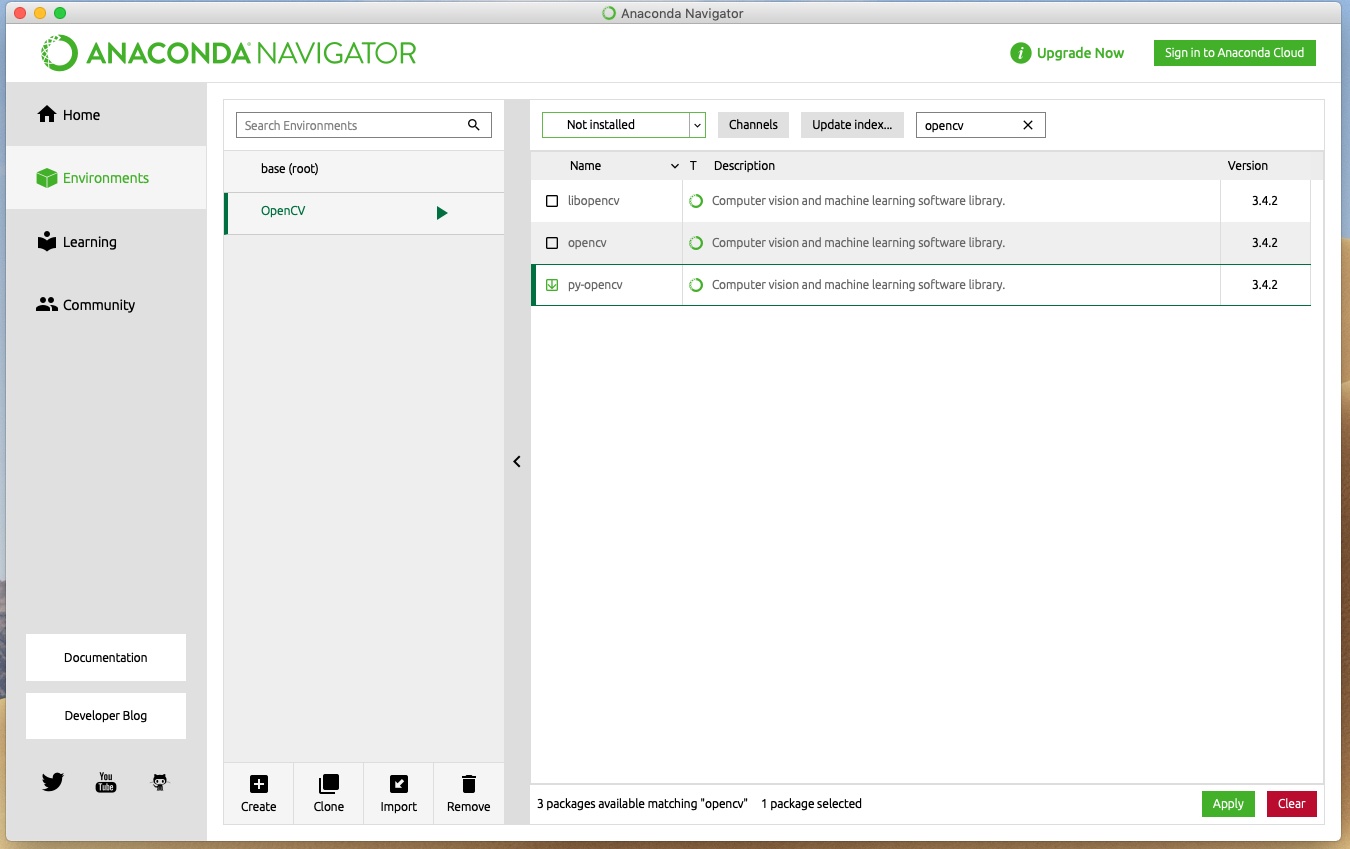 Anaconda Navigator
ANACONDA NAVIGATOR
i Upgrade Now
Sign in to Anaconda Cloud
Home
Environments
Learning
Community
Documentation
Developer Blog
You Tube
Search Environments
base (root)
OpenCV
Create Clone Import Remove
Not installed Channels Update index... opencv
Name T Description Version
libopencv Computer vision and machine learning software library. 3.4.2
opencv Computer vision and machine learning software library. 3.4.2
py-opencv Computer vision and machine learning software library. 3.4.2
3 packages available matching "opencv" 1 package selected
Apply Clear